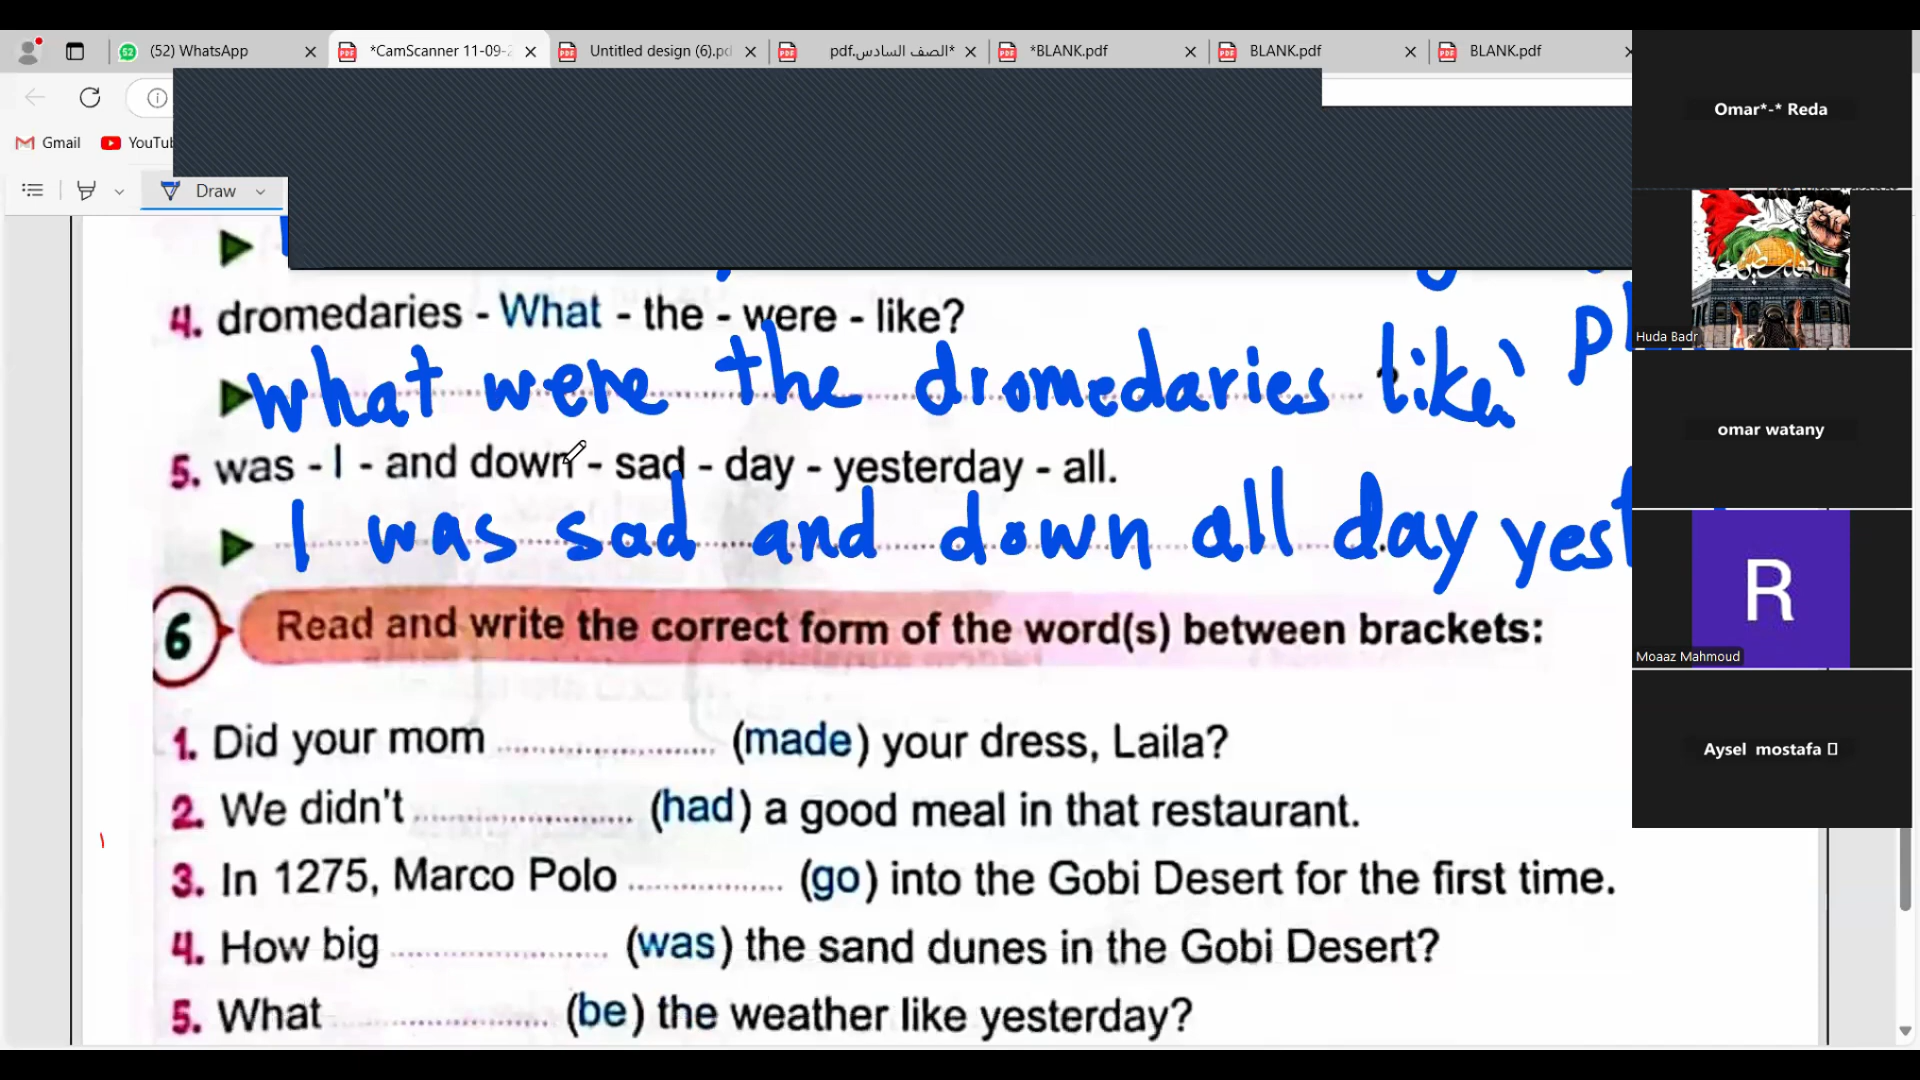 (52) WhatsApp
*CamScanner 11-09-
Untitled design (6).pd
*الصف السادس.pdf
*BLANK.pdf
BLANK.pdf
BLANK.pdf
Gmail
Draw
Omar*-* Reda
Huda Badr
omar watany
R
Moaaz Mahmoud
Aysel mostafa
4. dromedaries - What - the - were - like?
What were the dromedaries like
5. was - I - and down - sad - day - yesterday - all.
I was sad and down all day yest
6 Read and write the correct form of the word(s) between brackets:
1. Did your mom .................... (made) your dress, Laila?
2. We didn't .................... (had) a good meal in that restaurant.
3. In 1275, Marco Polo .............. (go) into the Gobi Desert for the first time.
4. How big .................... (was) the sand dunes in the Gobi Desert?
5. What .................... (be) the weather like yesterday?